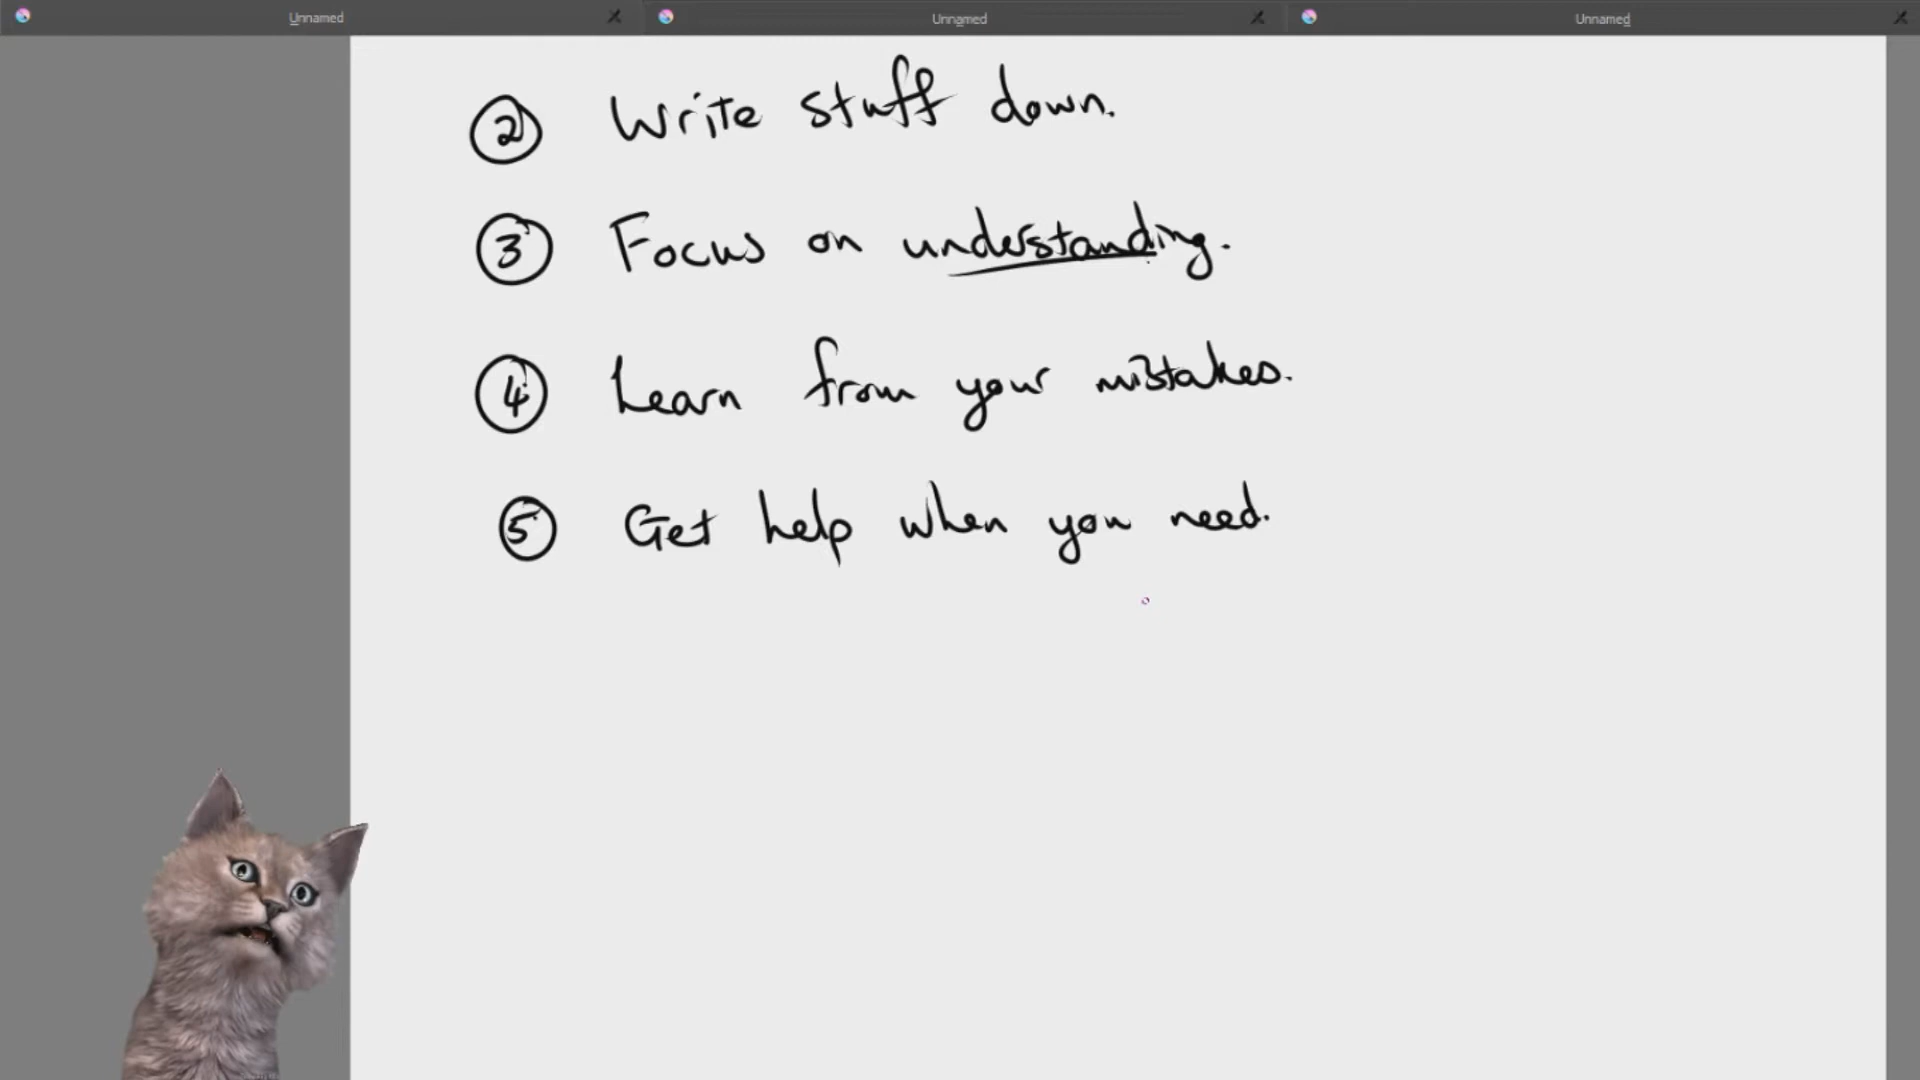 Unnamed Unnamed Unnamed
② Write stuff down.
③ Focus on understanding.
④ Learn from your mistakes.
⑤ Get help when you need.